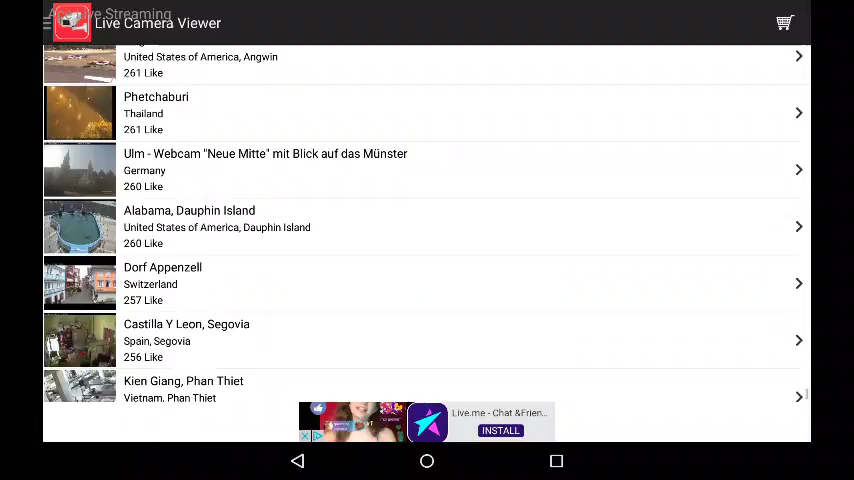 Live Camera Viewer
United States of America, Angwin
261 Like
Phetchaburi
Thailand
261 Like
Ulm - Webcam "Neue Mitte" mit Blick auf das Münster
Germany
260 Like
Alabama, Dauphin Island
United States of America, Dauphin Island
260 Like
Dorf Appenzell
Switzerland
257 Like
Castilla Y Leon, Segovia
Spain, Segovia
256 Like
Kien Giang, Phan Thiet
Vietnam, Phan Thiet
Live.me - Chat &Frien...
INSTALL